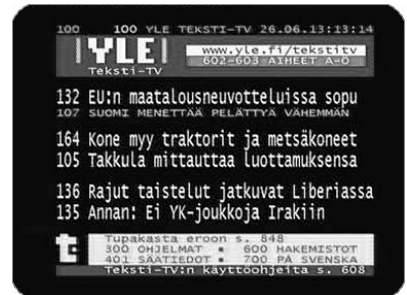 100 100 YLE TEKSTI-TV 26.06.13:13:14
YLE
Teksti-TV
www.yle.fi/tekstitv
602-603 AIHEET A-Ö
132 EU:n maatalousneuvotteluissa sopu
107 SUOMI MENETTÄÄ PELÄTTYÄ VÄHEMMÄN
164 Kone myy traktorit ja metsäkoneet
105 Takkula mittauttaa luottamuksensa
136 Rajut taistelut jatkuvat Liberiassa
135 Annan: Ei YK-joukkoja Irakiin
t
Tupakasta eroon s. 848
300 OHJELMAT ▪ 600 HAKEMISTOT
401 SÄÄTIEDOT ▪ 700 PÅ SVENSKA
Teksti-TV:n käyttöohjeita s. 608